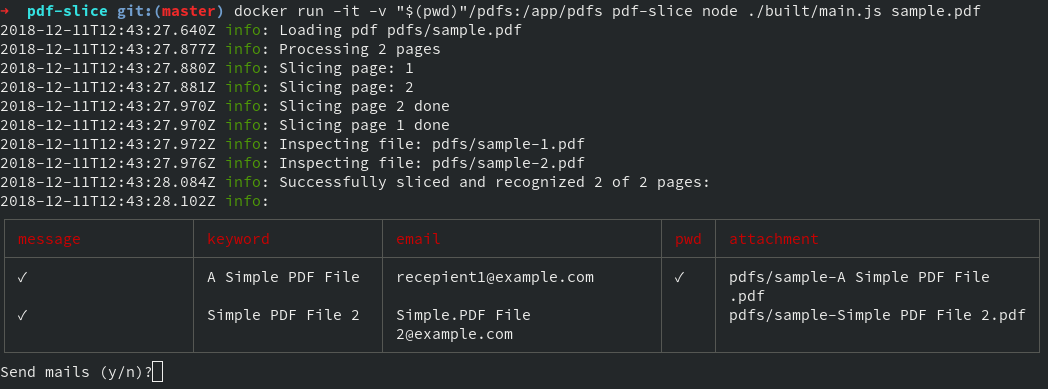 → pdf-slice git:(master) docker run -it -v "$(pwd)"/pdfs:/app/pdfs pdf-slice node ./built/main.js sample.pdf
2018-12-11T12:43:27.640Z info: Loading pdf pdfs/sample.pdf
2018-12-11T12:43:27.877Z info: Processing 2 pages
2018-12-11T12:43:27.880Z info: Slicing page: 1
2018-12-11T12:43:27.881Z info: Slicing page: 2
2018-12-11T12:43:27.970Z info: Slicing page 2 done
2018-12-11T12:43:27.970Z info: Slicing page 1 done
2018-12-11T12:43:27.972Z info: Inspecting file: pdfs/sample-1.pdf
2018-12-11T12:43:27.976Z info: Inspecting file: pdfs/sample-2.pdf
2018-12-11T12:43:28.084Z info: Successfully sliced and recognized 2 of 2 pages:
2018-12-11T12:43:28.102Z info:
message keyword email pwd attachment
✓ A Simple PDF File recepient1@example.com ✓ pdfs/sample-A Simple PDF File
.pdf
✓ Simple PDF File 2 Simple.PDF File pdfs/sample-Simple PDF File 2.pdf
2@example.com
Send mails (y/n)?